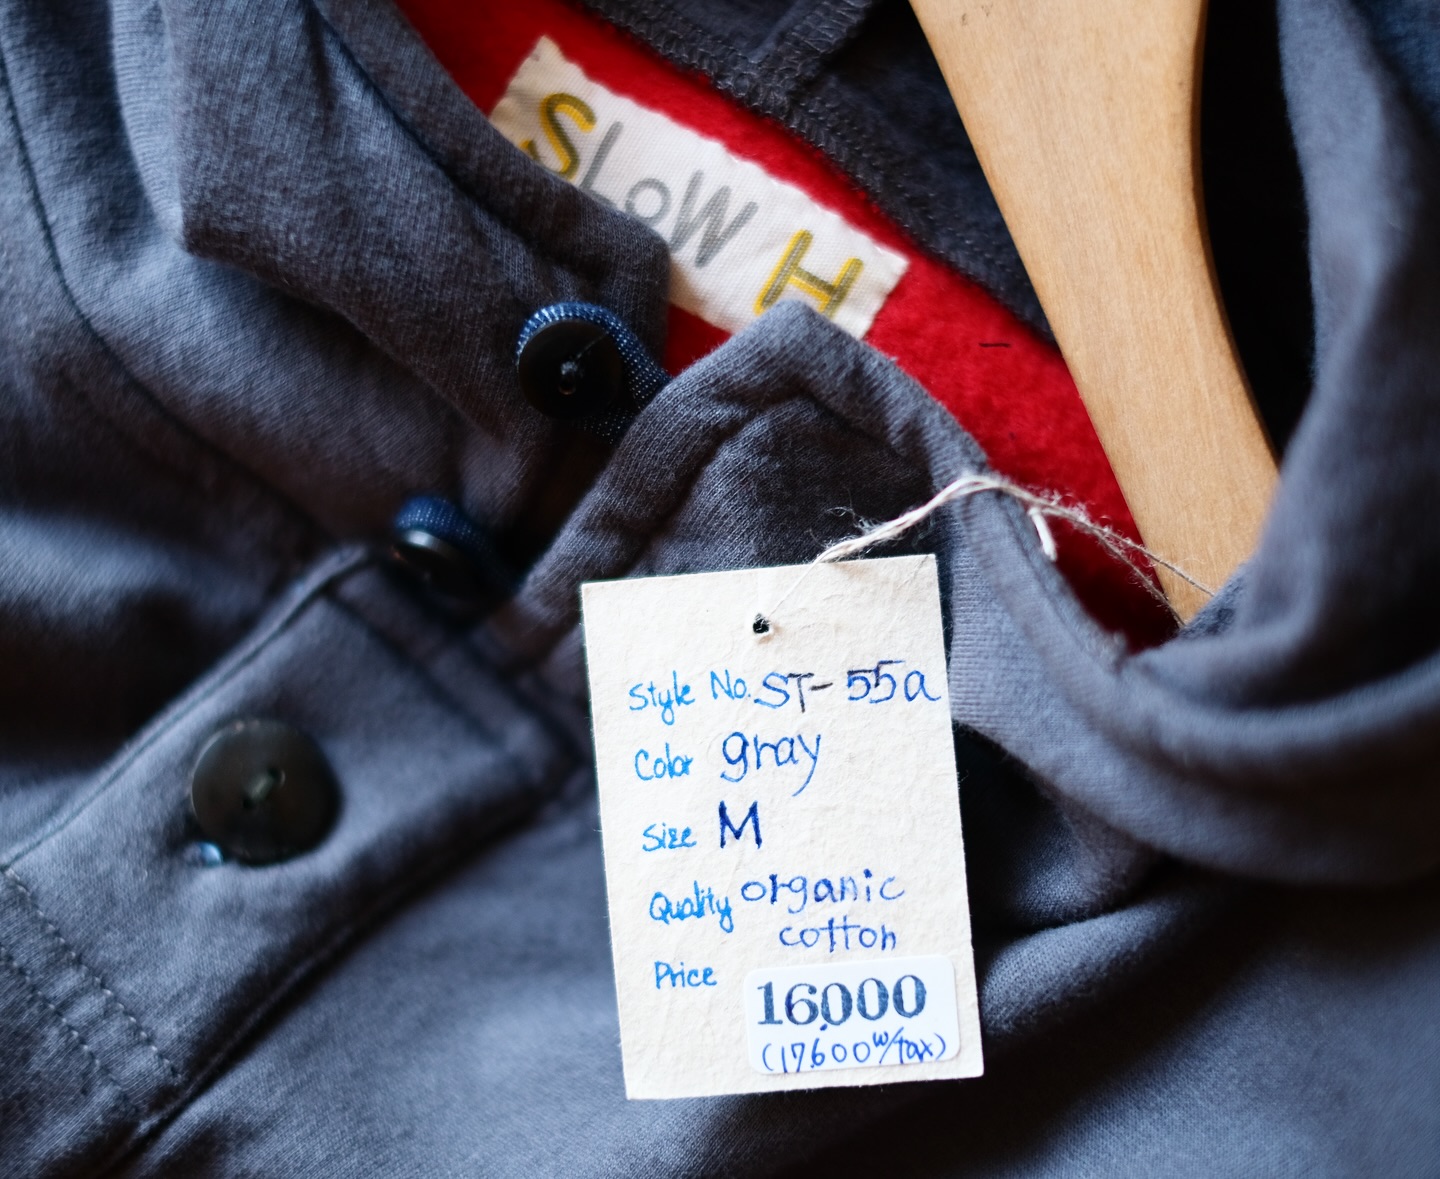 SLOW H
Style No. ST-55a
Color gray
Size M
Quality organic
cotton
Price
16,000
(17,600 w/tax)